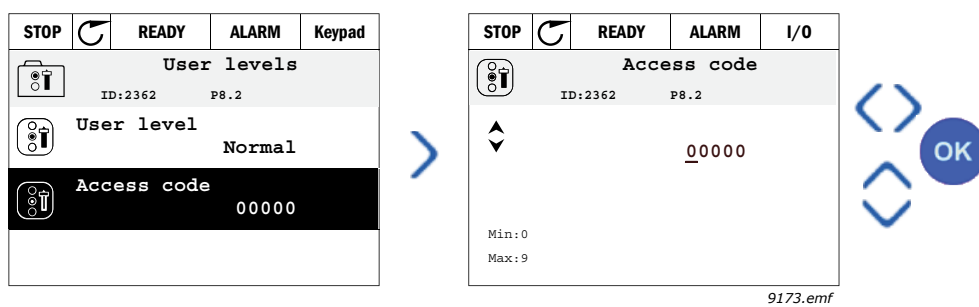 STOP READY ALARM Keypad
User levels
ID:2362 P8.2
User level
Normal
Access code
00000
STOP READY ALARM I/O
Access code
ID:2362 P8.2
00000
Min:0
Max:9
OK
9173.emf